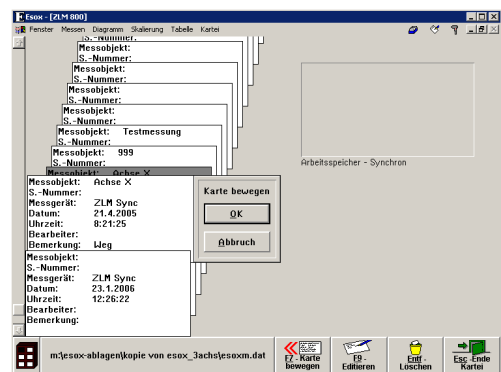 Esox - [ZLM 800]
Fenster Messen Diagramm Skalierung Tabelle Kartei
S.-Nummer:
Messobjekt:
S.-Nummer:
Messobjekt:
S.-Nummer:
Messobjekt:
S.-Nummer:
Messobjekt:
S.-Nummer:
Messobjekt: Testmessung
S.-Nummer:
Messobjekt: 999
S.-Nummer:
Messobjekt: Achse X
Messobjekt: Achse X
S.-Nummer:
Messgerät: ZLM Sync
Datum: 21.4.2005
Uhrzeit: 8:21:25
Bearbeiter:
Bemerkung: Weg
Messobjekt:
S.-Nummer:
Messgerät: ZLM Sync
Datum: 23.1.2006
Uhrzeit: 12:26:22
Bearbeiter:
Bemerkung:
Karte bewegen
OK
Abbruch
Arbeitsspeicher - Synchron
m:\esox-ablagen\kopie von esox_3achs\esoxm.dat
F7 - Karte bewegen
F9 - Editieren
Entf - Löschen
Esc -Ende Kartei